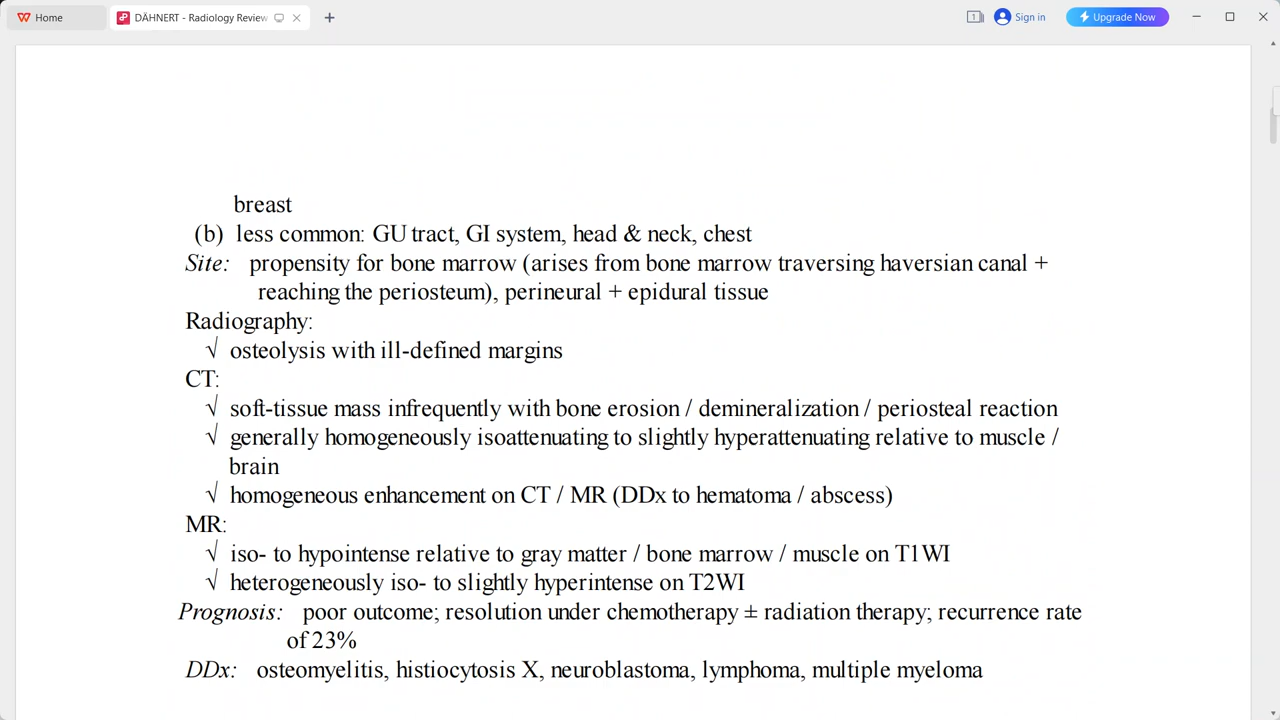 Home
DÄHNERT - Radiology Review
1
Sign in
Upgrade Now
breast
(b) less common: GU tract, GI system, head & neck, chest
Site: propensity for bone marrow (arises from bone marrow traversing haversian canal +
reaching the periosteum), perineural + epidural tissue
Radiography:
√ osteolysis with ill-defined margins
CT:
√ soft-tissue mass infrequently with bone erosion / demineralization / periosteal reaction
√ generally homogeneously isoattenuating to slightly hyperattenuating relative to muscle /
brain
√ homogeneous enhancement on CT / MR (DDx to hematoma / abscess)
MR:
√ iso- to hypointense relative to gray matter / bone marrow / muscle on T1WI
√ heterogeneously iso- to slightly hyperintense on T2WI
Prognosis: poor outcome; resolution under chemotherapy ± radiation therapy; recurrence rate
of 23%
DDx: osteomyelitis, histiocytosis X, neuroblastoma, lymphoma, multiple myeloma